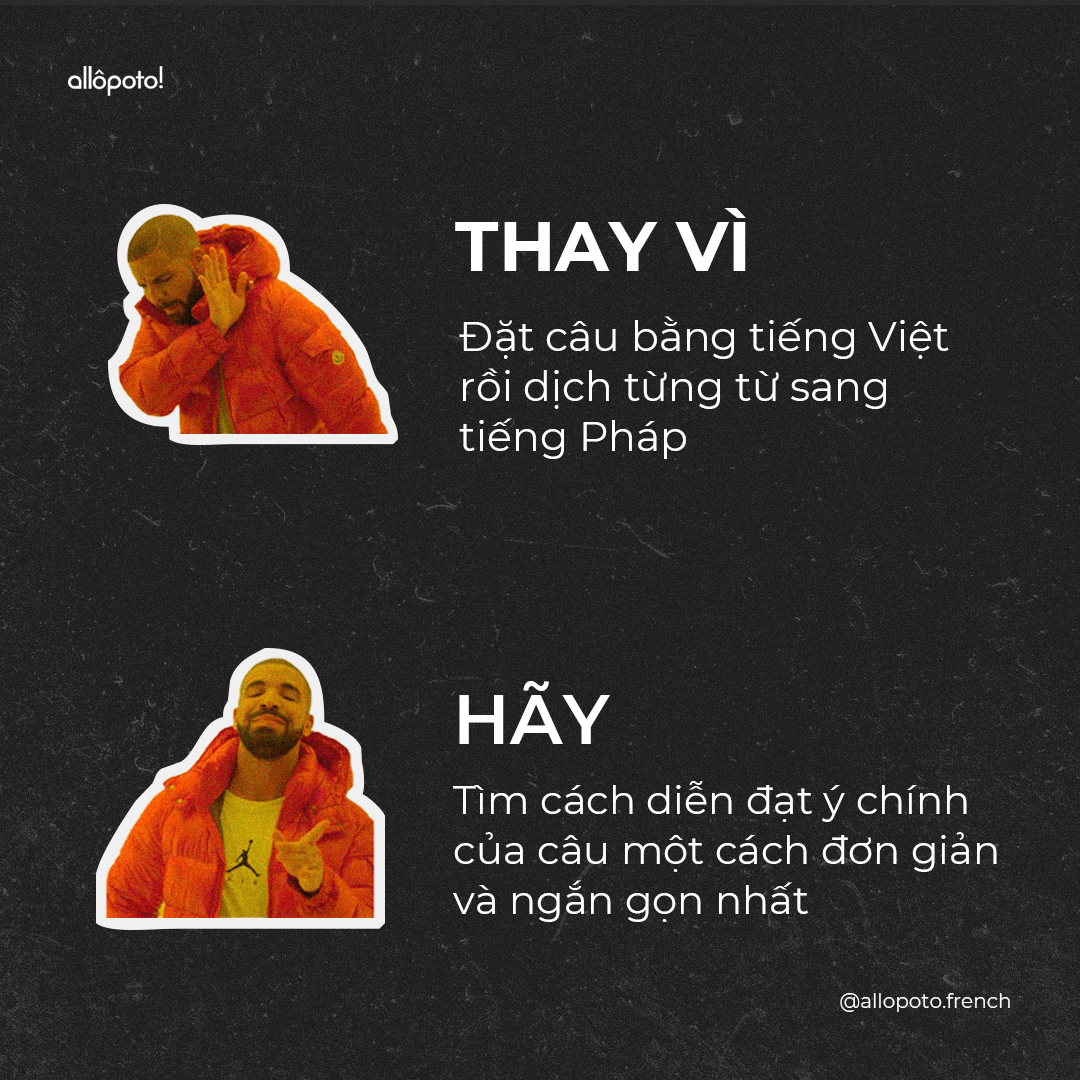 allôpoto!
THAY VÌ
Đặt câu bằng tiếng Việt
rồi dịch từng từ sang
tiếng Pháp
HÃY
Tìm cách diễn đạt ý chính
của câu một cách đơn giản
và ngắn gọn nhất
@allopoto.french